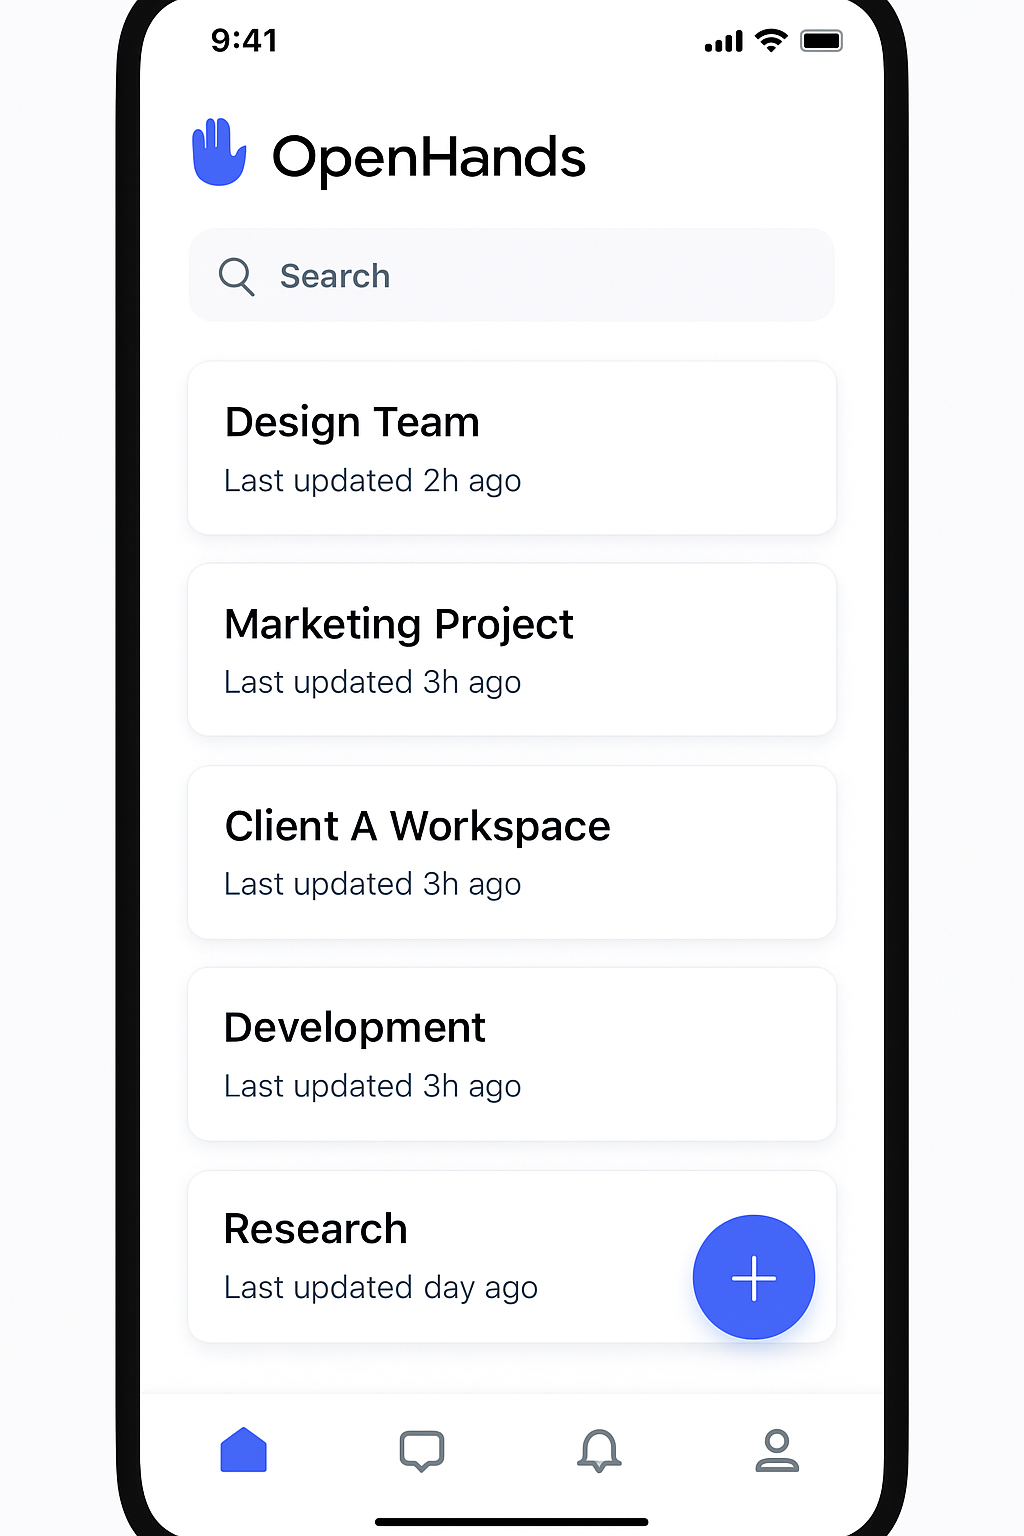 9:41
OpenHands
Search
Design Team
Last updated 2h ago
Marketing Project
Last updated 3h ago
Client A Workspace
Last updated 3h ago
Development
Last updated 3h ago
Research
Last updated day ago